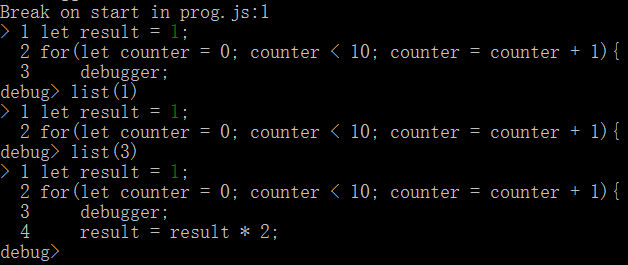 Break on start in prog.js:1
> 1 let result = 1;
  2 for(let counter = 0; counter < 10; counter = counter + 1){
  3     debugger;
debug> list(1)
> 1 let result = 1;
  2 for(let counter = 0; counter < 10; counter = counter + 1){
debug> list(3)
> 1 let result = 1;
  2 for(let counter = 0; counter < 10; counter = counter + 1){
  3     debugger;
  4     result = result * 2;
debug>